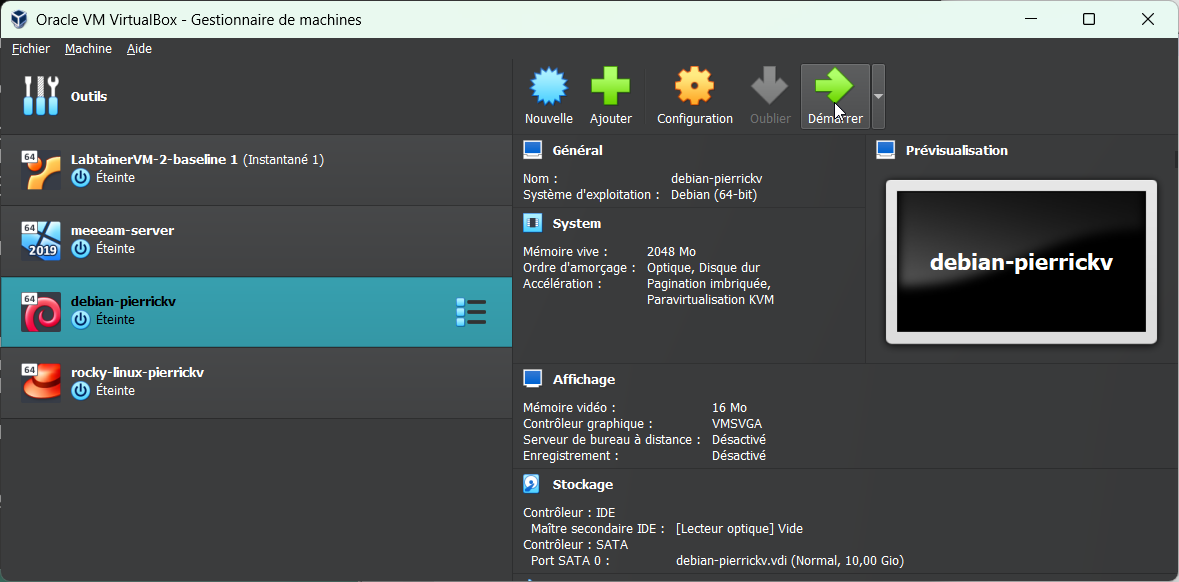 Oracle VM VirtualBox - Gestionnaire de machines
Fichier Machine Aide
Outils
Nouvelle Ajouter Configuration Oublier Démarrer
64
LabtainerVM-2-baseline 1 (Instantané 1)
Éteinte
64
2019
meeeam-server
Éteinte
64
debian-pierrickv
Éteinte
64
rocky-linux-pierrickv
Éteinte
Général
Nom : debian-pierrickv
Système d'exploitation : Debian (64-bit)
System
Mémoire vive : 2048 Mo
Ordre d'amorçage : Optique, Disque dur
Accélération : Pagination imbriquée,
Paravirtualisation KVM
Prévisualisation
debian-pierrickv
Affichage
Mémoire vidéo : 16 Mo
Contrôleur graphique : VMSVGA
Serveur de bureau à distance : Désactivé
Enregistrement : Désactivé
Stockage
Contrôleur : IDE
Maître secondaire IDE : [Lecteur optique] Vide
Contrôleur : SATA
Port SATA 0 : debian-pierrickv.vdi (Normal, 10,00 Gio)